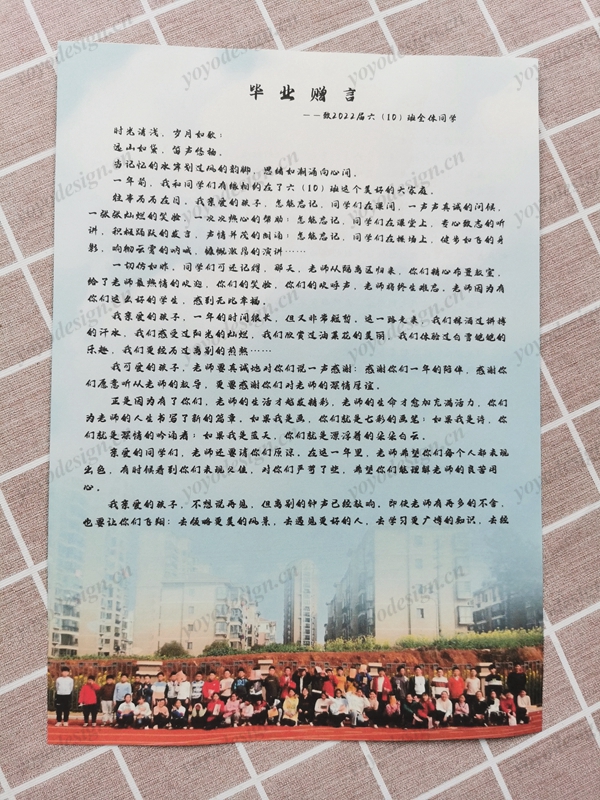 毕业赠言
——致2022届六（10）班全体同学
时光清浅，岁月如歌；
远山如黛，笛声悠扬。
当记忆的水筝划过风的韵脚，思绪如潮涌向心间。
一年前，我和同学们有缘相约在了六（10）班这个美好的大家庭。
往事历历在目，我亲爱的孩子，怎能忘记，同学们在课间，一声声真诚的问候，
一张张灿烂的笑脸，一次次热心的帮助；怎能忘记，同学们在课堂上，专心致志的听
讲，积极踊跃的发言，声情并茂的朗诵；怎能忘记，同学们在操场上，健步如飞的身
影，响彻云霄的呐喊，慷慨激昂的演讲……
一切仿如昨，同学们可还记得，那天，老师从隔离区归来，你们精心布置教室，
给了老师最热情的欢迎，你们的笑脸，你们的欢呼声，老师将终生难忘。老师因为有
你们这么好的学生，感到无比幸福。
我亲爱的孩子，一年的时间很长，但又非常短暂。这一路走来，我们挥洒过拼搏
的汗水，我们感受过阳光的灿烂，我们欣赏过油菜花的美丽，我们体验过白雪皑皑的
乐趣，我们更经历过离别的煎熬……
我可爱的孩子，老师要真诚地对你们说一声感谢：感谢你们一年的陪伴，感谢你
们愿意听从老师的教导，更要感谢你们对老师的深情厚谊。
正是因为有了你们，老师的生活才越发精彩，老师的生命才愈加充满活力，你们
为老师的人生书写了新的篇章。如果我是画，你们就是七彩的画笔；如果我是诗，你
们就是深情的吟诵者；如果我是蓝天，你们就是漂浮着的朵朵白云。
亲爱的同学们，老师还要请你们原谅。在这一年里，老师希望你们每个人都表现
出色，有时候看到你们表现欠佳，对你们严苛了些，希望你们能理解老师的良苦用
心。
我亲爱的孩子，不想说再见，但离别的钟声已经敲响，即使老师有再多的不舍，
也要让你们飞翔：去领略更美的风景，去遇见更好的人，去学习更广博的知识，去经
yoyodesign.cn